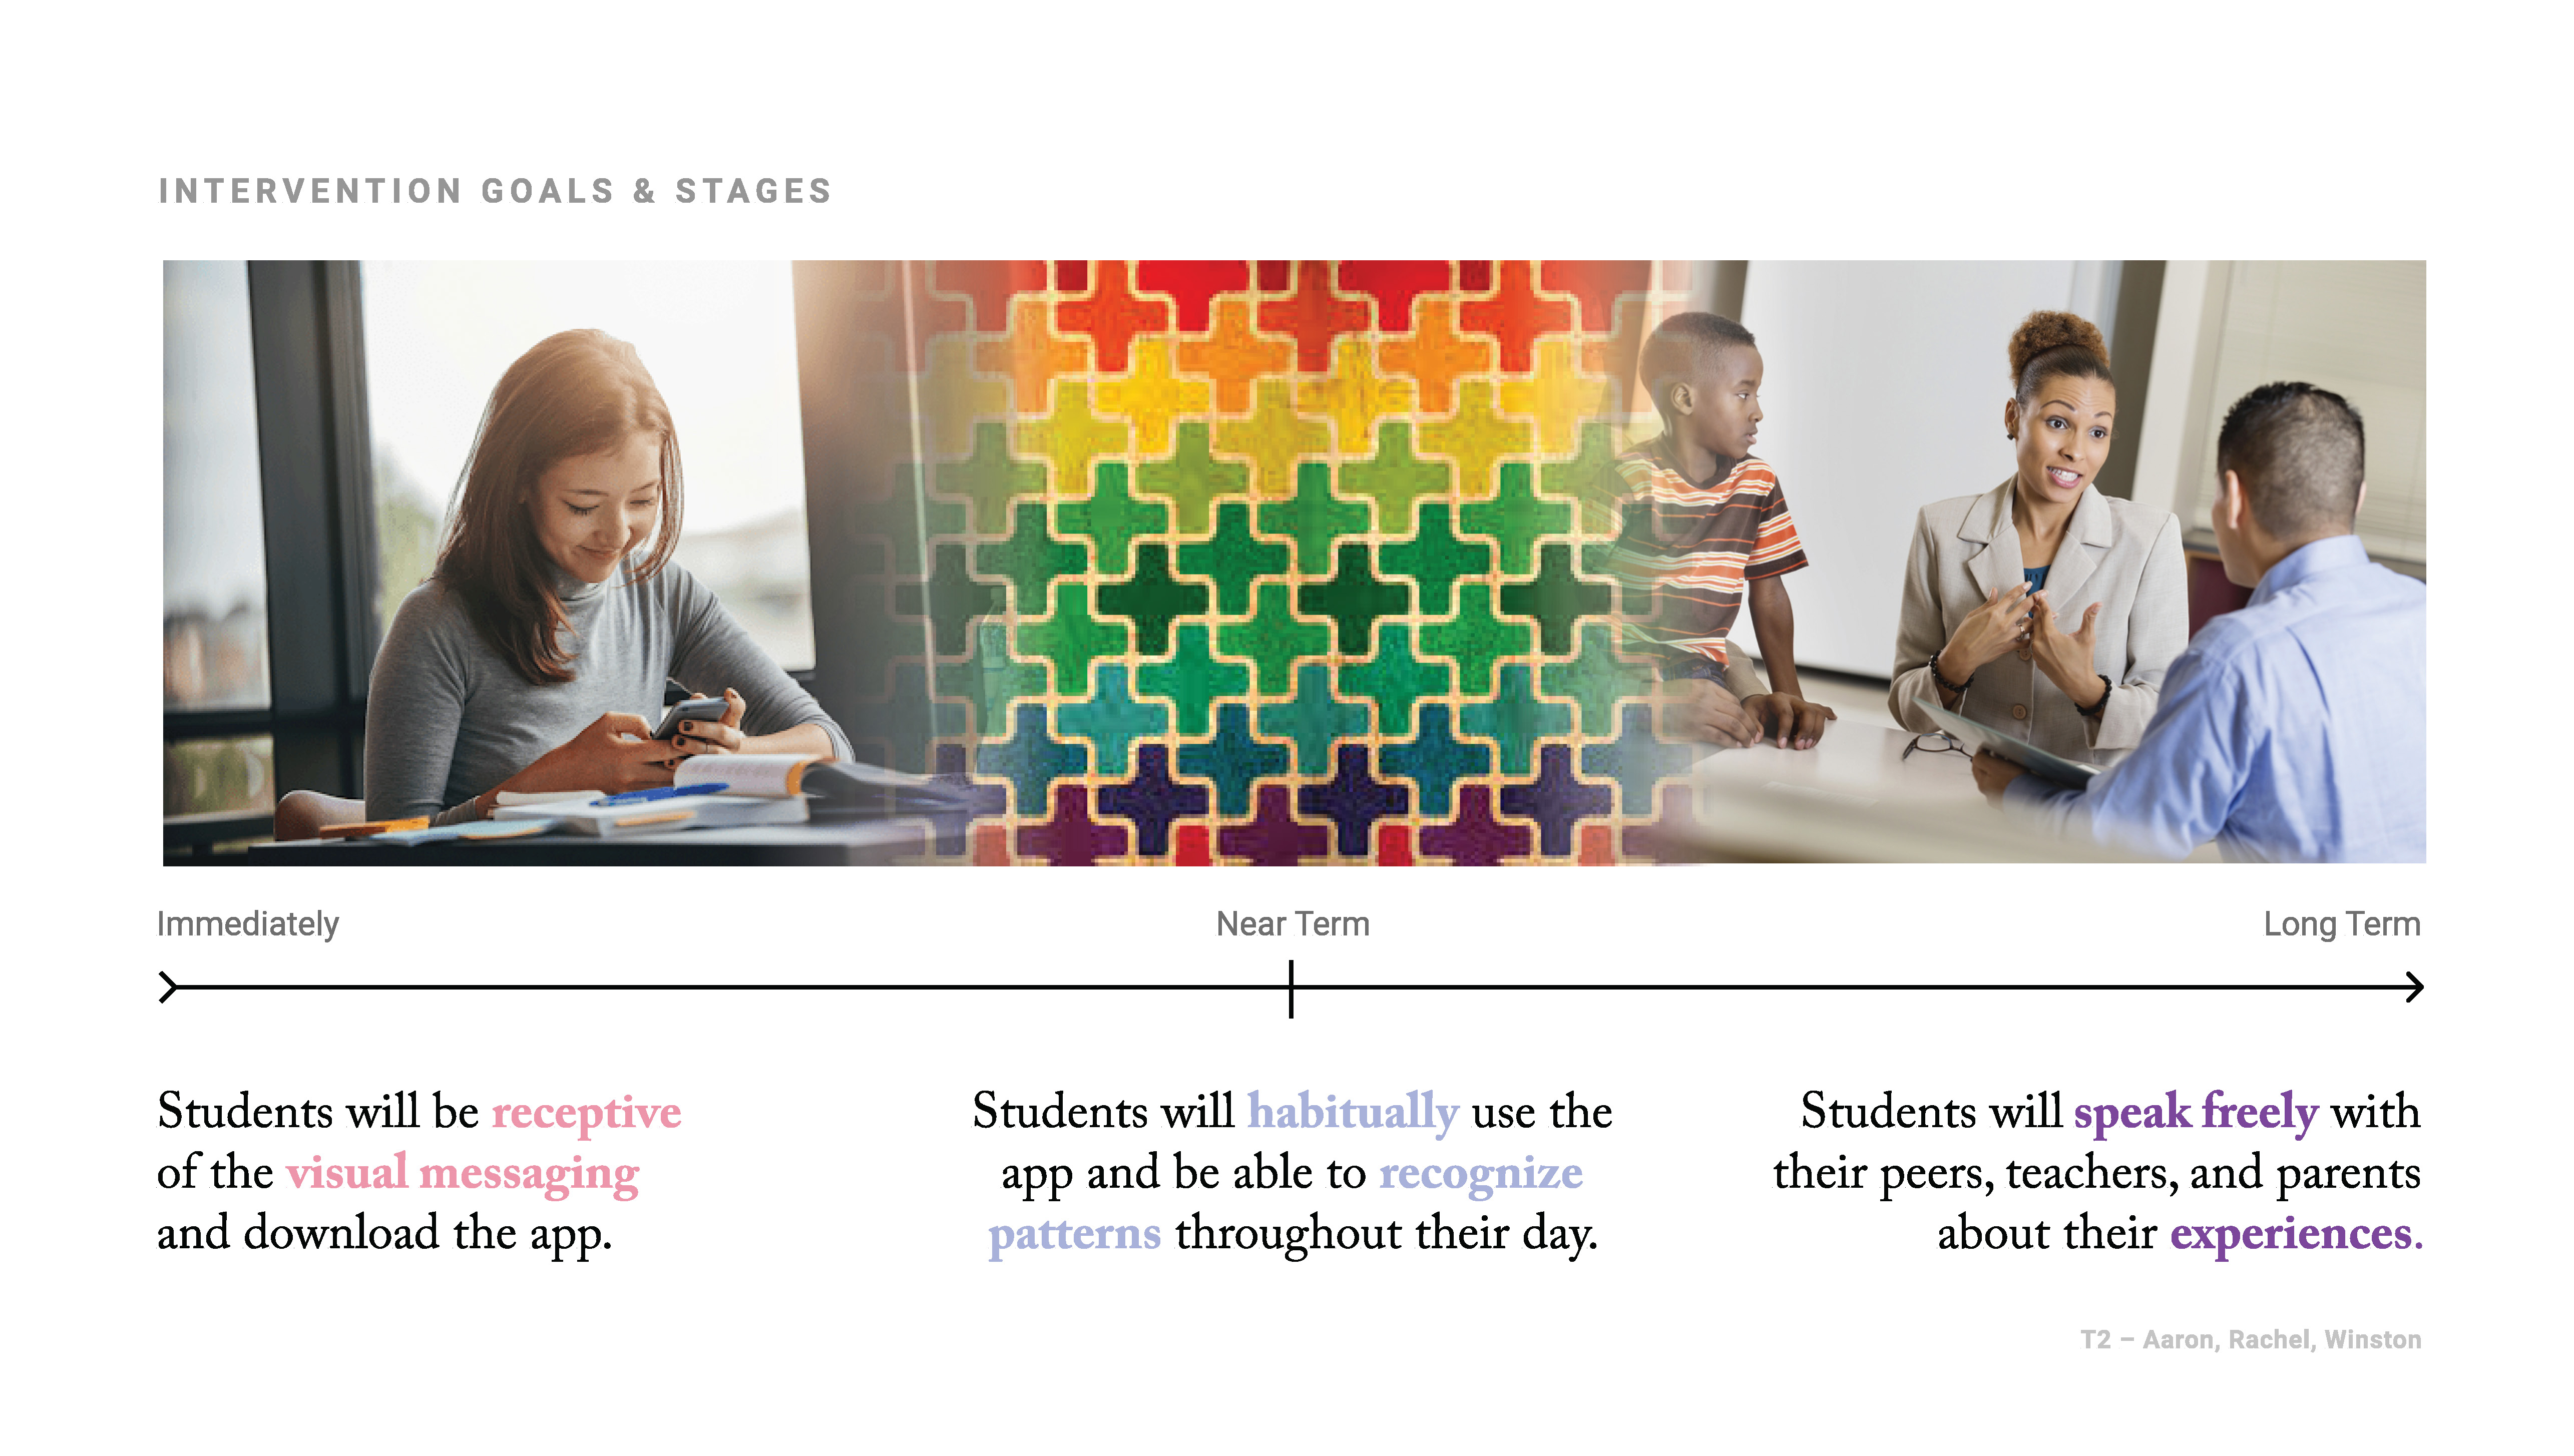 INTERVENTION GOALS & STAGES
Immediately
Near Term
Long Term
Students will be receptive
of the visual messaging
and download the app.
Students will habitually use the
app and be able to recognize
patterns throughout their day.
Students will speak freely with
their peers, teachers, and parents
about their experiences.
T2 – Aaron, Rachel, Winston